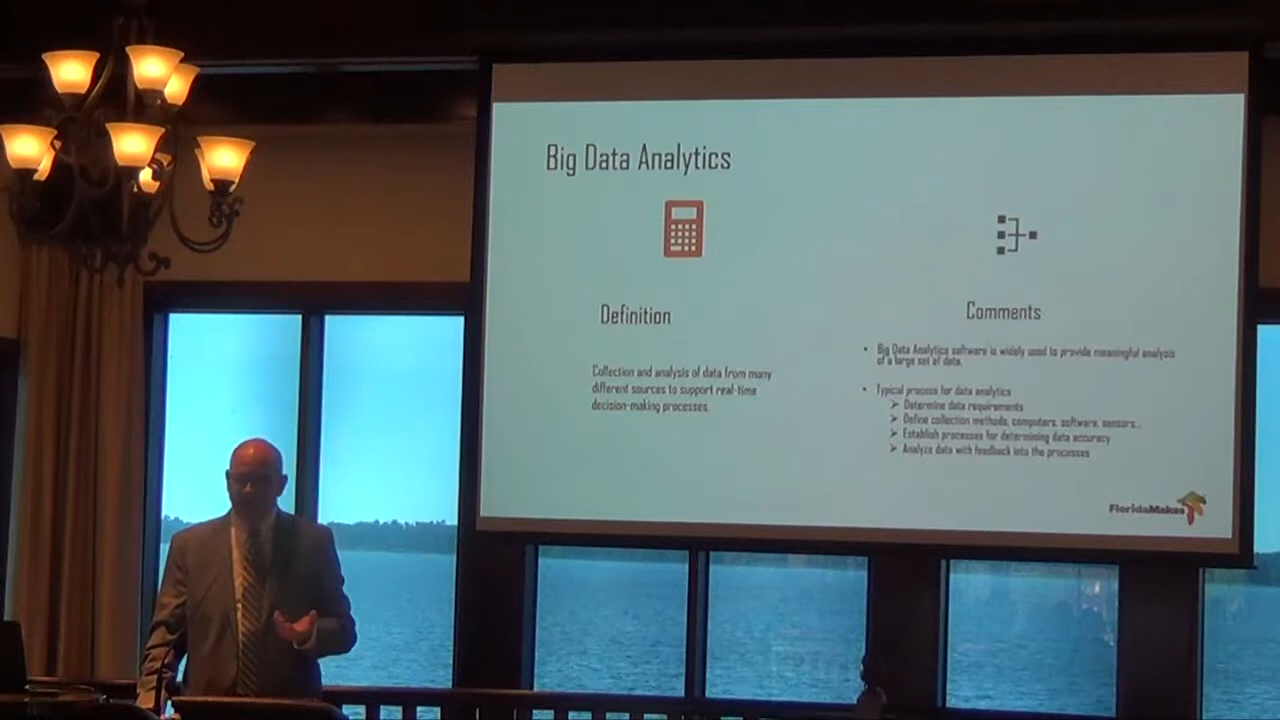 Big Data Analytics
Definition
Collection and analysis of data from many
different sources to support real-time
decision-making processes.
Comments
• Big Data Analytics software is widely used to provide meaningful analysis
of a large set of data.
• Typical process for data analytics
➢ Determine data requirements
➢ Define collection methods, computers, software, sensors...
➢ Establish processes for determining data accuracy
➢ Analyze data with feedback into the processes
FloridaMakes